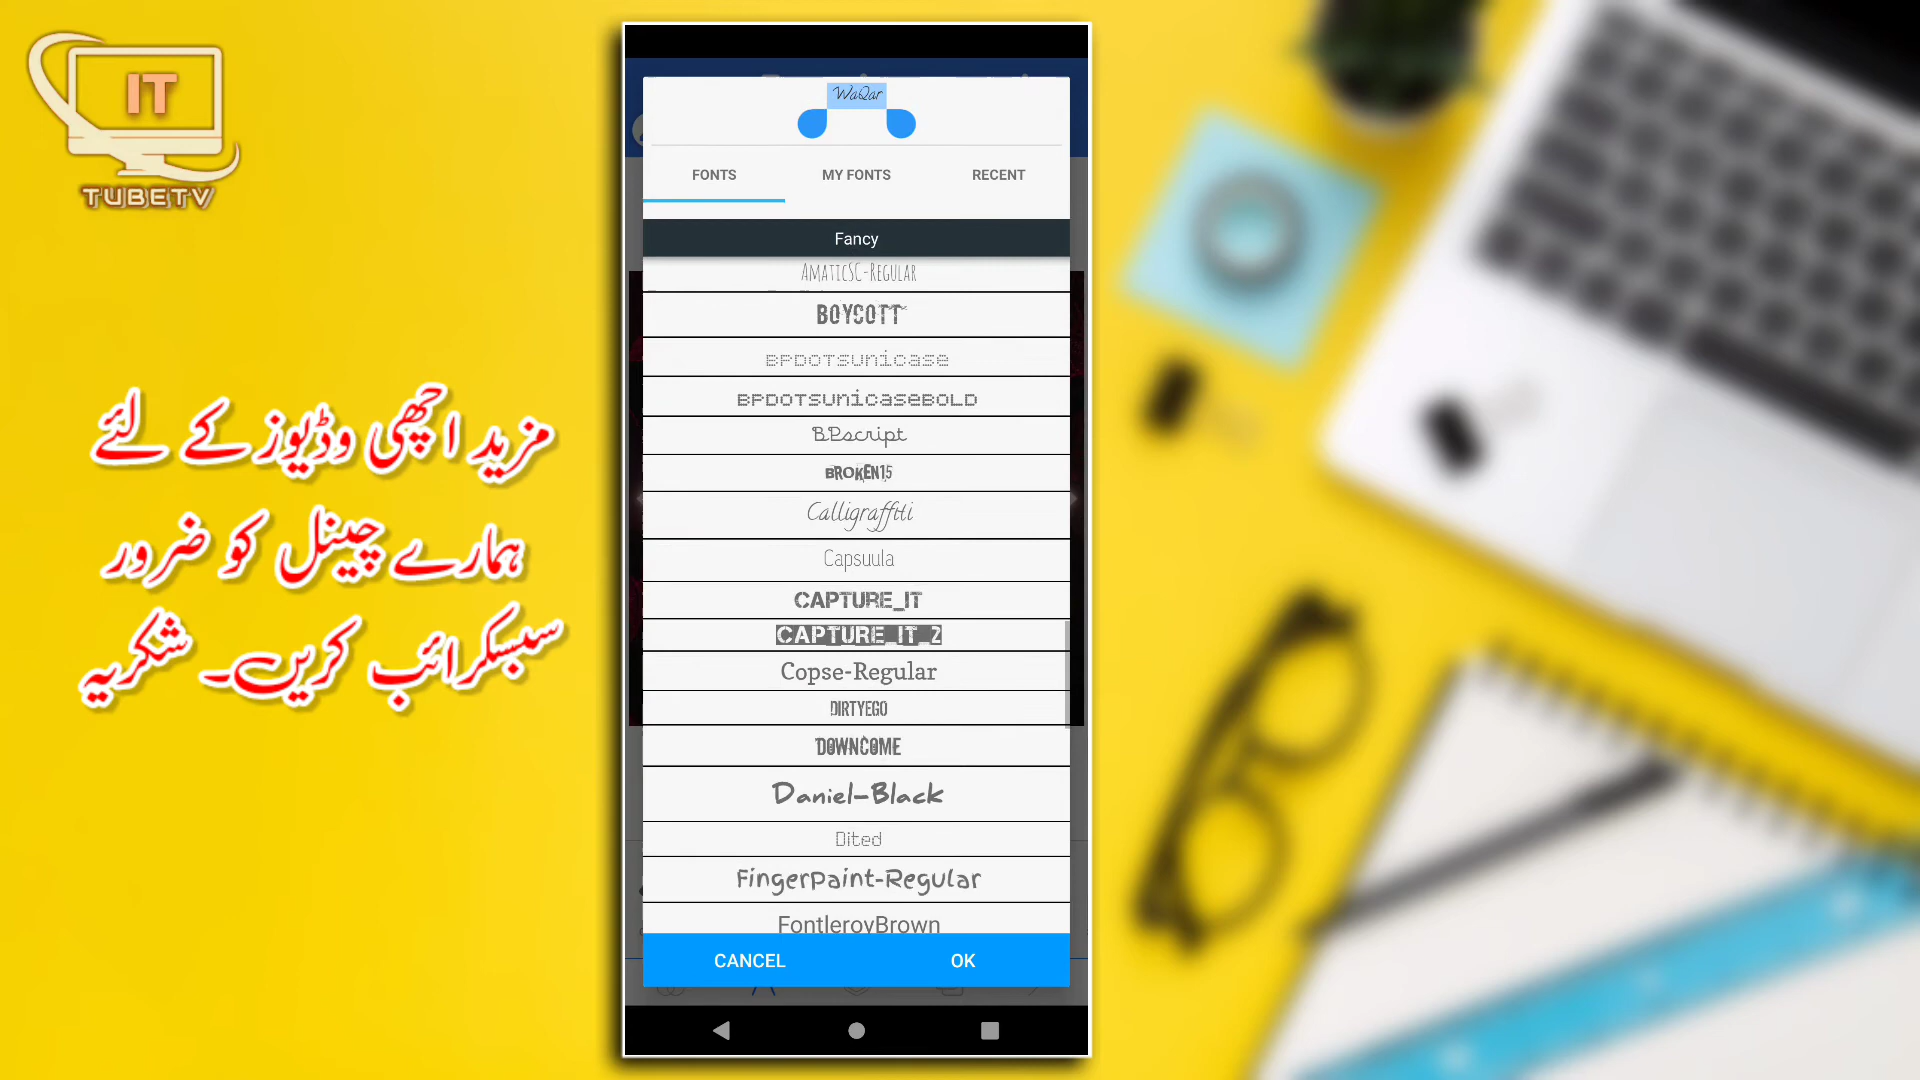 IT
TUBETV
مزید اچھی وڈیوز کے لئے
ہمارے چینل کو ضرور
سبسکرائب کریں۔ شکریہ
WaQar
FONTS
MY FONTS
RECENT
Fancy
AmaticSC-Regular
BOYCOTT
BPDOTSUNICASE
BPDOTSUNICASEBOLD
BPscript
BROKEN15
Calligraffiti
Capsuula
CAPTURE_IT
CAPTURE_IT_2
Copse-Regular
DIRTYEGO
DOWNCOME
Daniel-Black
Dited
FingerPaint-Regular
FontleroyBrown
CANCEL
OK